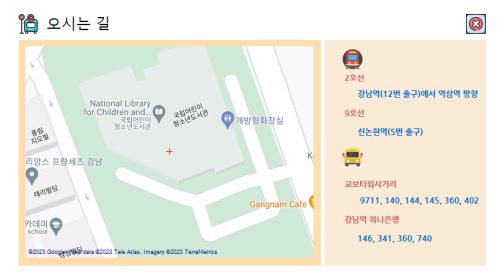 오시는 길
National Library
for Children and...
국립어린이
청소년도서관
국립어린이
청소년도서관
개방형화장실
풍림
지오빌
리앙스 프랑세즈 강남
태리빌딩
Gangnam Cafe
카데미
school
©2023 Google Map data ©2023 Tele Atlas, Imagery ©2023 TerraMetrics
2호선
강남역(12번 출구)에서 역삼역 방향
9호선
신논현역(5번 출구)
교보타워사거리
9711, 140, 144, 145, 360, 402
강남역 하나은행
146, 341, 360, 740